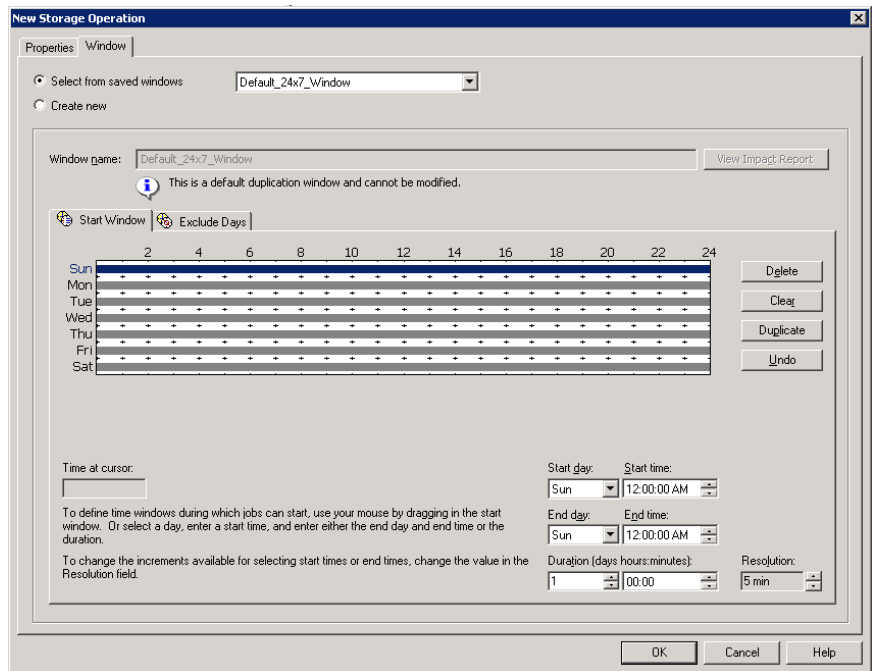 New Storage Operation
Properties Window
Select from saved windows Default_24x7_Window
Create new
Window name: Default_24x7_Window View Impact Report
This is a default duplication window and cannot be modified.
Start Window Exclude Days
2 4 6 8 10 12 14 16 18 20 22 24
Sun
Mon
Tue
Wed
Thu
Fri
Sat
Delete
Clear
Duplicate
Undo
Time at cursor:
To define time windows during which jobs can start, use your mouse by dragging in the start
window. Or select a day, enter a start time, and enter either the end day and end time or the
duration.
To change the increments available for selecting start times or end times, change the value in the
Resolution field.
Start day: Start time:
Sun 12:00:00 AM
End day: End time:
Sun 12:00:00 AM
Duration (days hours:minutes): Resolution:
1 00:00 5 min
OK Cancel Help